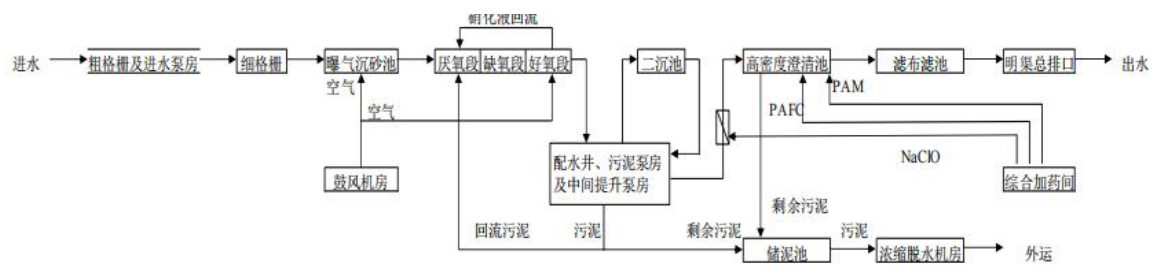 硝化液回流
进水
粗格栅及进水泵房
细格栅
曝气沉砂池
厌氧段
缺氧段
好氧段
二沉池
高密度澄清池
滤布滤池
明渠总排口
出水
空气
空气
PAM
PAFC
NaClO
配水井、污泥泵房
及中间提升泵房
鼓风机房
综合加药间
剩余污泥
回流污泥
污泥
剩余污泥
储泥池
污泥
浓缩脱水机房
外运